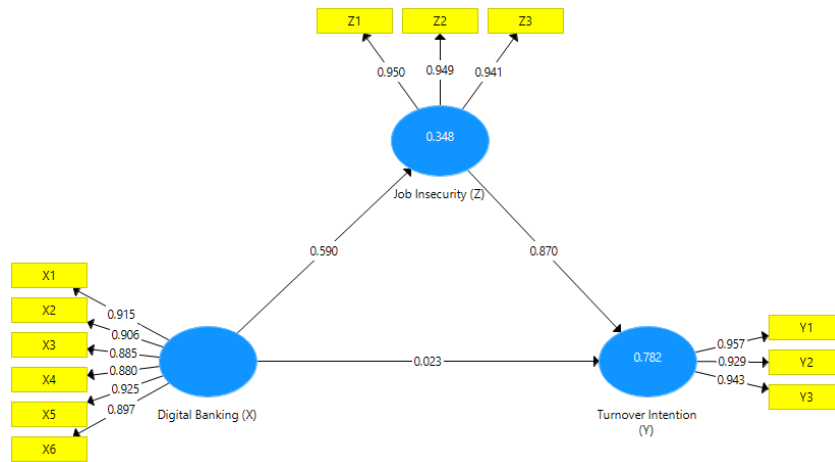 Z1
Z2
Z3
0.950
0.949
0.941
0.348
Job Insecurity (Z)
0.590
0.870
X1
X2
X3
X4
X5
X6
0.915
0.906
0.885
0.880
0.925
0.897
Digital Banking (X)
0.023
0.782
Turnover Intention
(Y)
0.957
0.929
0.943
Y1
Y2
Y3